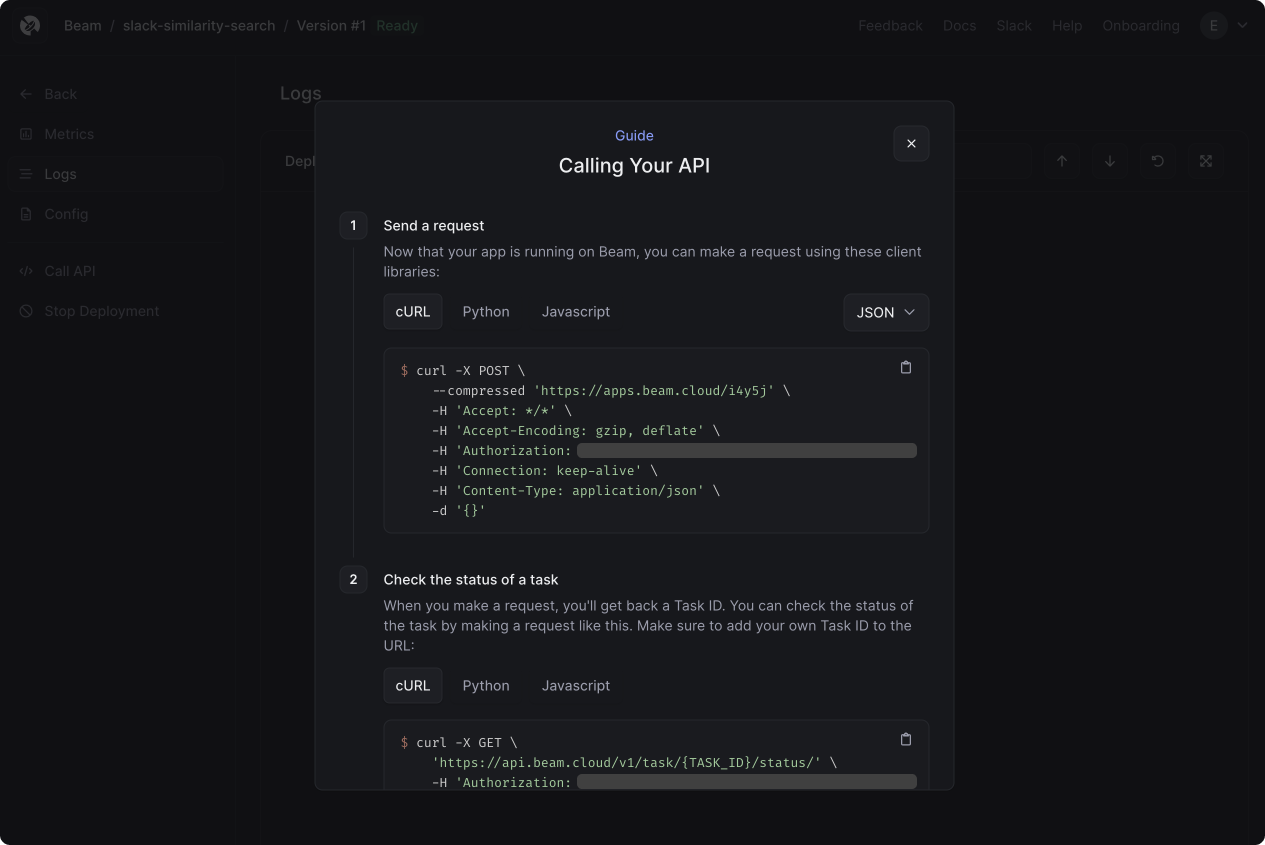 Beam / slack-similarity-search / Version #1 Ready
Feedback Docs Slack Help Onboarding E
Back
Metrics
Logs
Config
Call API
Stop Deployment
Logs
Depl
Guide
Calling Your API
1 Send a request
Now that your app is running on Beam, you can make a request using these client
libraries:
cURL Python Javascript JSON
$ curl -X POST \
--compressed 'https://apps.beam.cloud/i4y5j' \
-H 'Accept: */*' \
-H 'Accept-Encoding: gzip, deflate' \
-H 'Authorization:
-H 'Connection: keep-alive' \
-H 'Content-Type: application/json' \
-d '{}'
2 Check the status of a task
When you make a request, you'll get back a Task ID. You can check the status of
the task by making a request like this. Make sure to add your own Task ID to the
URL:
cURL Python Javascript
$ curl -X GET \
'https://api.beam.cloud/v1/task/{TASK_ID}/status/' \
-H 'Authorization: